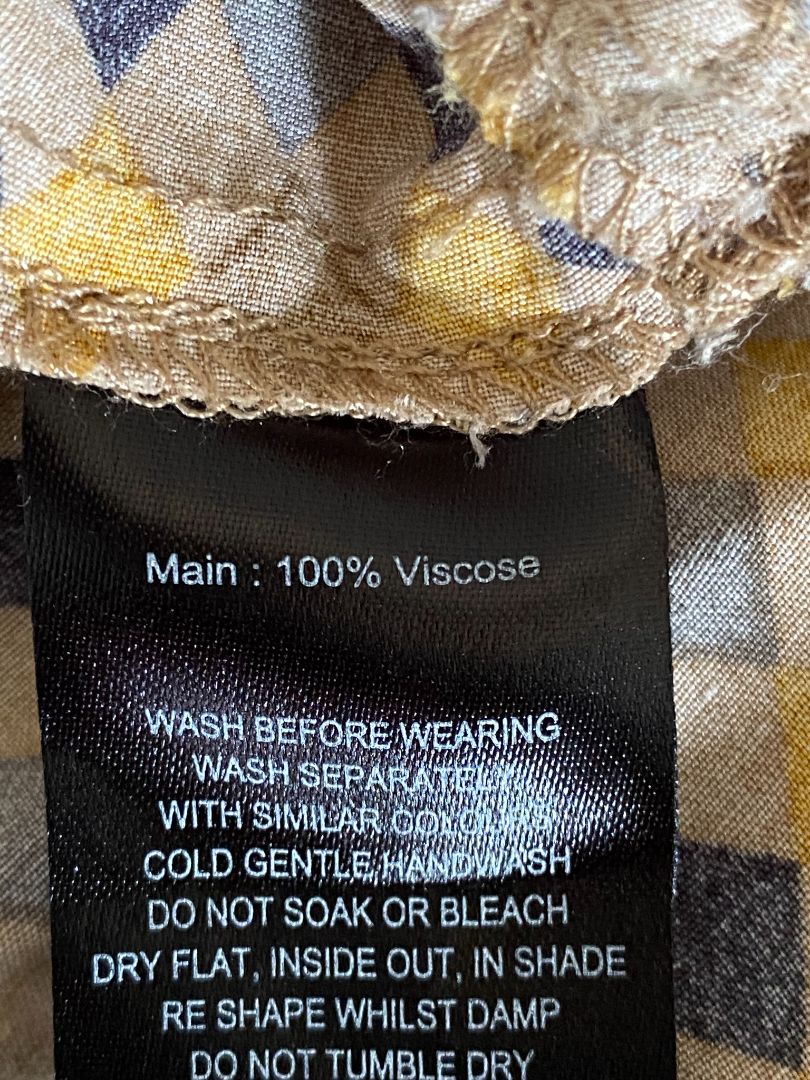 Main : 100% Viscose
WASH BEFORE WEARING
WASH SEPARATELY
WITH SIMILAR COLOURS
COLD GENTLE HANDWASH
DO NOT SOAK OR BLEACH
DRY FLAT, INSIDE OUT, IN SHADE
RE SHAPE WHILST DAMP
DO NOT TUMBLE DRY